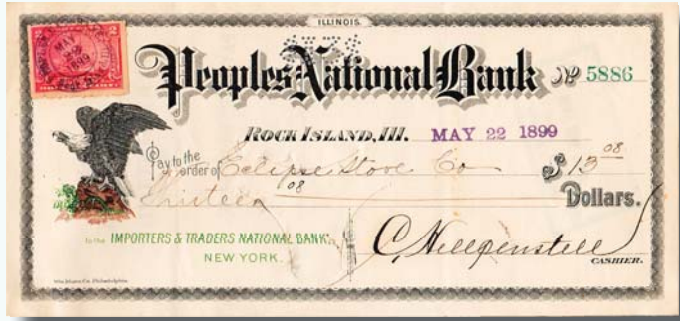 ILLINOIS.
Peoples National Bank No 5886
ROCK ISLAND, Ill. MAY 22 1899
Pay to the order of Eclipse Stove Co $13 08
Thirteen 08 Dollars.
to the IMPORTERS & TRADERS NATIONAL BANK,
NEW YORK.
CASHIER.